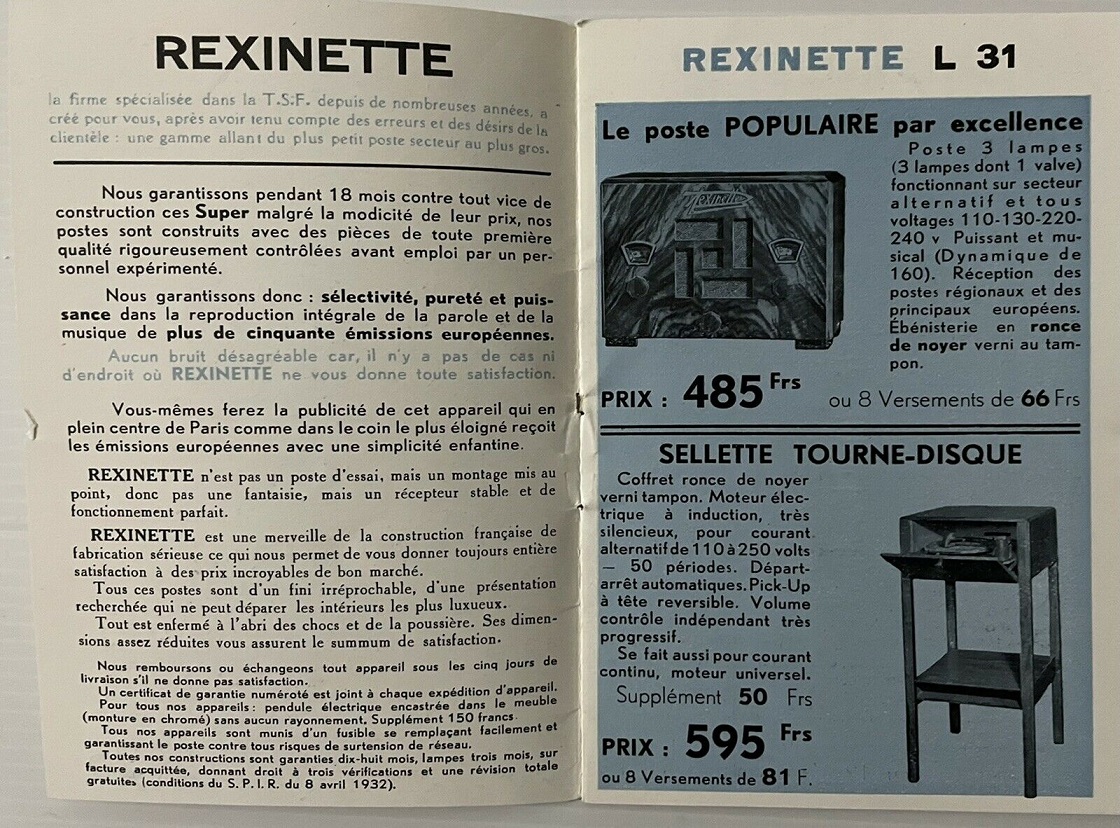 REXINETTE
la firme spécialisée dans la T.S.F. depuis de nombreuses années, a
créé pour vous, après avoir tenu compte des erreurs et des désirs de la
clientèle : une gamme allant du plus petit poste secteur au plus gros.
Nous garantissons pendant 18 mois contre tout vice de
construction ces Super malgré la modicité de leur prix, nos
postes sont construits avec des pièces de toute première
qualité rigoureusement contrôlées avant emploi par un per-
sonnel expérimenté.
Nous garantissons donc : sélectivité, pureté et puis-
sance dans la reproduction intégrale de la parole et de la
musique de plus de cinquante émissions européennes.
Aucun bruit désagréable car, il n'y a pas de cas ni
d'endroit où REXINETTE ne vous donne toute satisfaction.
Vous-mêmes ferez la publicité de cet appareil qui en
plein centre de Paris comme dans le coin le plus éloigné reçoit
les émissions européennes avec une simplicité enfantine.
REXINETTE n'est pas un poste d'essai, mais un montage mis au
point, donc pas une fantaisie, mais un récepteur stable et de
fonctionnement parfait.
REXINETTE est une merveille de la construction française de
fabrication sérieuse ce qui nous permet de vous donner toujours entière
satisfaction à des prix incroyables de bon marché.
Tous ces postes sont d'un fini irréprochable, d'une présentation
recherchée qui ne peut déparer les intérieurs les plus luxueux.
Tout est enfermé à l'abri des chocs et de la poussière. Ses dimen-
sions assez réduites vous assurent le summum de satisfaction.
Nous remboursons ou échangeons tout appareil sous les cinq jours de
livraison s'il ne donne pas satisfaction.
Un certificat de garantie numéroté est joint à chaque expédition d'appareil.
Pour tous nos appareils : pendule électrique encastrée dans le meuble
(monture en chromé) sans aucun rayonnement. Supplément 150 francs.
Tous nos appareils sont munis d'un fusible se remplaçant facilement et
garantissant le poste contre tous risques de surtension de réseau.
Toutes nos constructions sont garanties dix-huit mois, lampes trois mois, sur
facture acquittée, donnant droit à trois vérifications et une révision totale
gratuites (conditions du S. P. I. R. du 8 avril 1932).
REXINETTE L 31
Le poste POPULAIRE par excellence
Rexinette
Poste 3 lampes
(3 lampes dont 1 valve)
fonctionnant sur secteur
alternatif et tous
voltages 110-130-220-
240 v Puissant et mu-
sical (Dynamique de
160). Réception des
postes régionaux et des
principaux européens.
Ébénisterie en ronce
de noyer verni au tam-
pon.
PRIX : 485 Frs
ou 8 Versements de 66 Frs
SELLETTE TOURNE-DISQUE
Coffret ronce de noyer
verni tampon. Moteur élec-
trique à induction, très
silencieux, pour courant
alternatif de 110 à 250 volts
— 50 périodes. Départ-
arrêt automatiques. Pick-Up
à tête reversible. Volume
contrôle indépendant très
progressif.
Se fait aussi pour courant
continu, moteur universel.
Supplément 50 Frs
PRIX : 595 Frs
ou 8 Versements de 81 F.